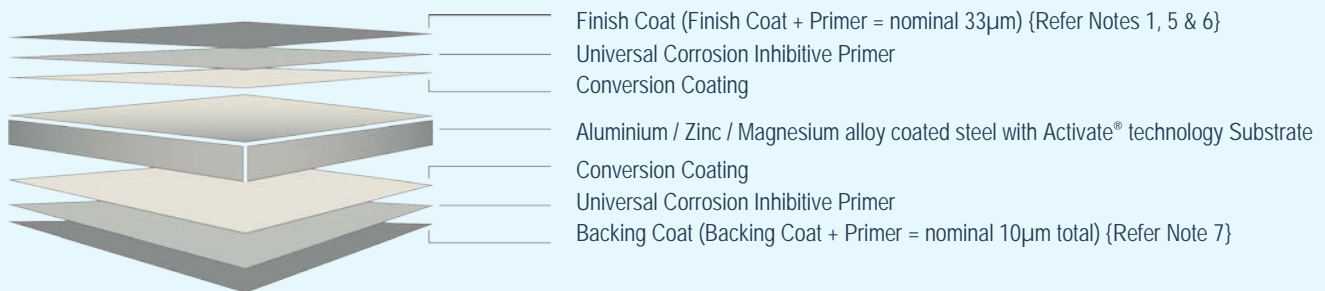 Finish Coat (Finish Coat + Primer = nominal 33µm) {Refer Notes 1, 5 & 6}
Universal Corrosion Inhibitive Primer
Conversion Coating
Aluminium / Zinc / Magnesium alloy coated steel with Activate® technology Substrate
Conversion Coating
Universal Corrosion Inhibitive Primer
Backing Coat (Backing Coat + Primer = nominal 10µm total) {Refer Note 7}